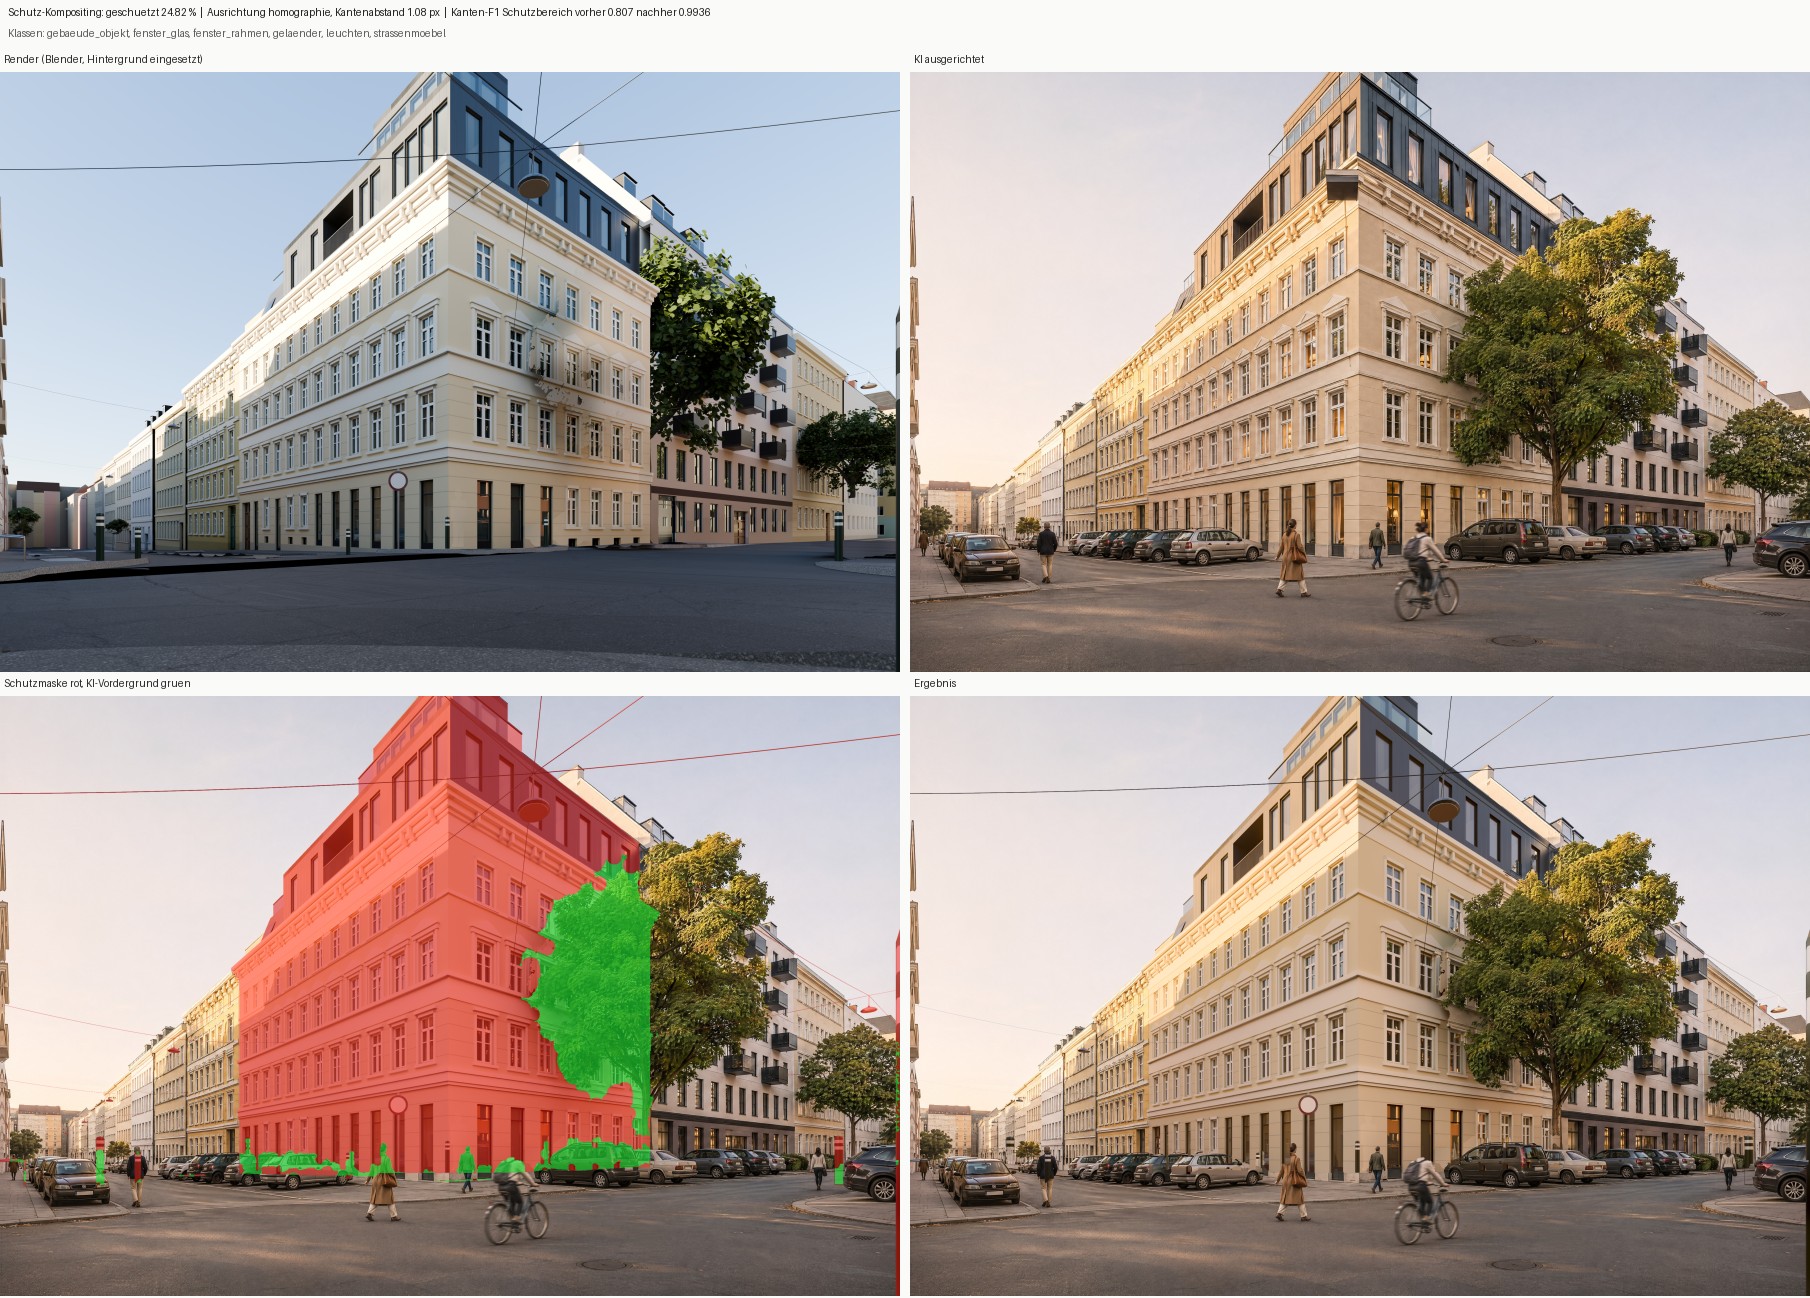 Schutz-Kompositing: geschuetzt 24.82 % | Ausrichtung homographie, Kantenabstand 1.08 px | Kanten-F1 Schutzbereich vorher 0.807 nachher 0.9936
Klassen: gebaeude_objekt, fenster_glas, fenster_rahmen, gelaender, leuchten, strassenmoebel
Render (Blender, Hintergrund eingesetzt)
KI ausgerichtet
Schutzmaske rot, KI-Vordergrund gruen
Ergebnis